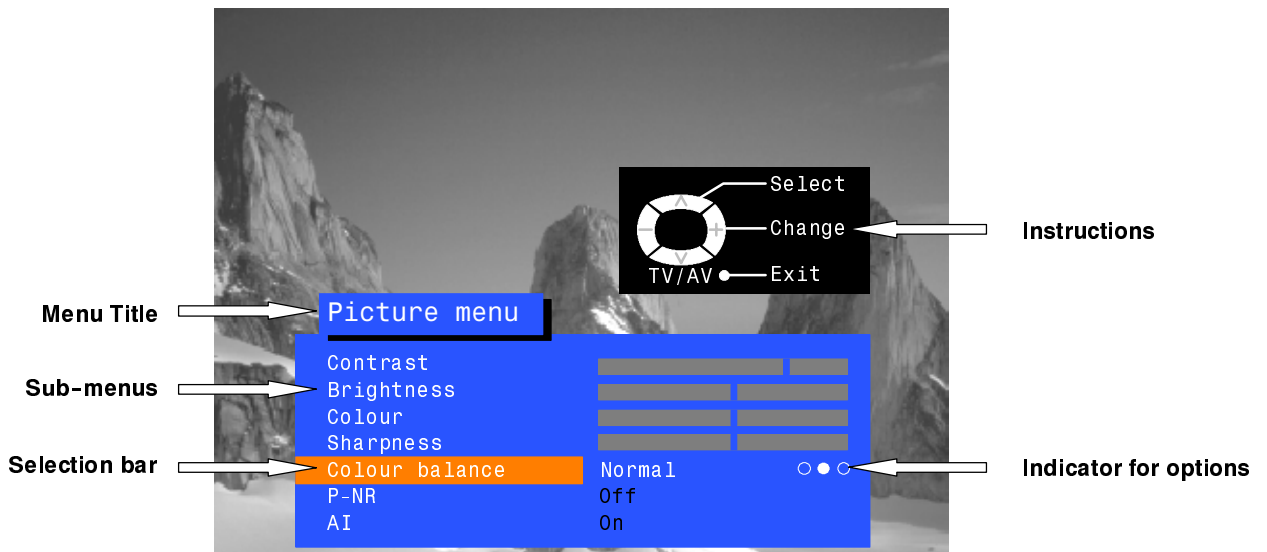 Select
Change
TV/AV
Exit
Instructions
Menu Title
Picture menu
Contrast
Sub-menus
Brightness
Colour
Sharpness
Selection bar
Colour balance
Normal
Indicator for options
P-NR
Off
AI
On